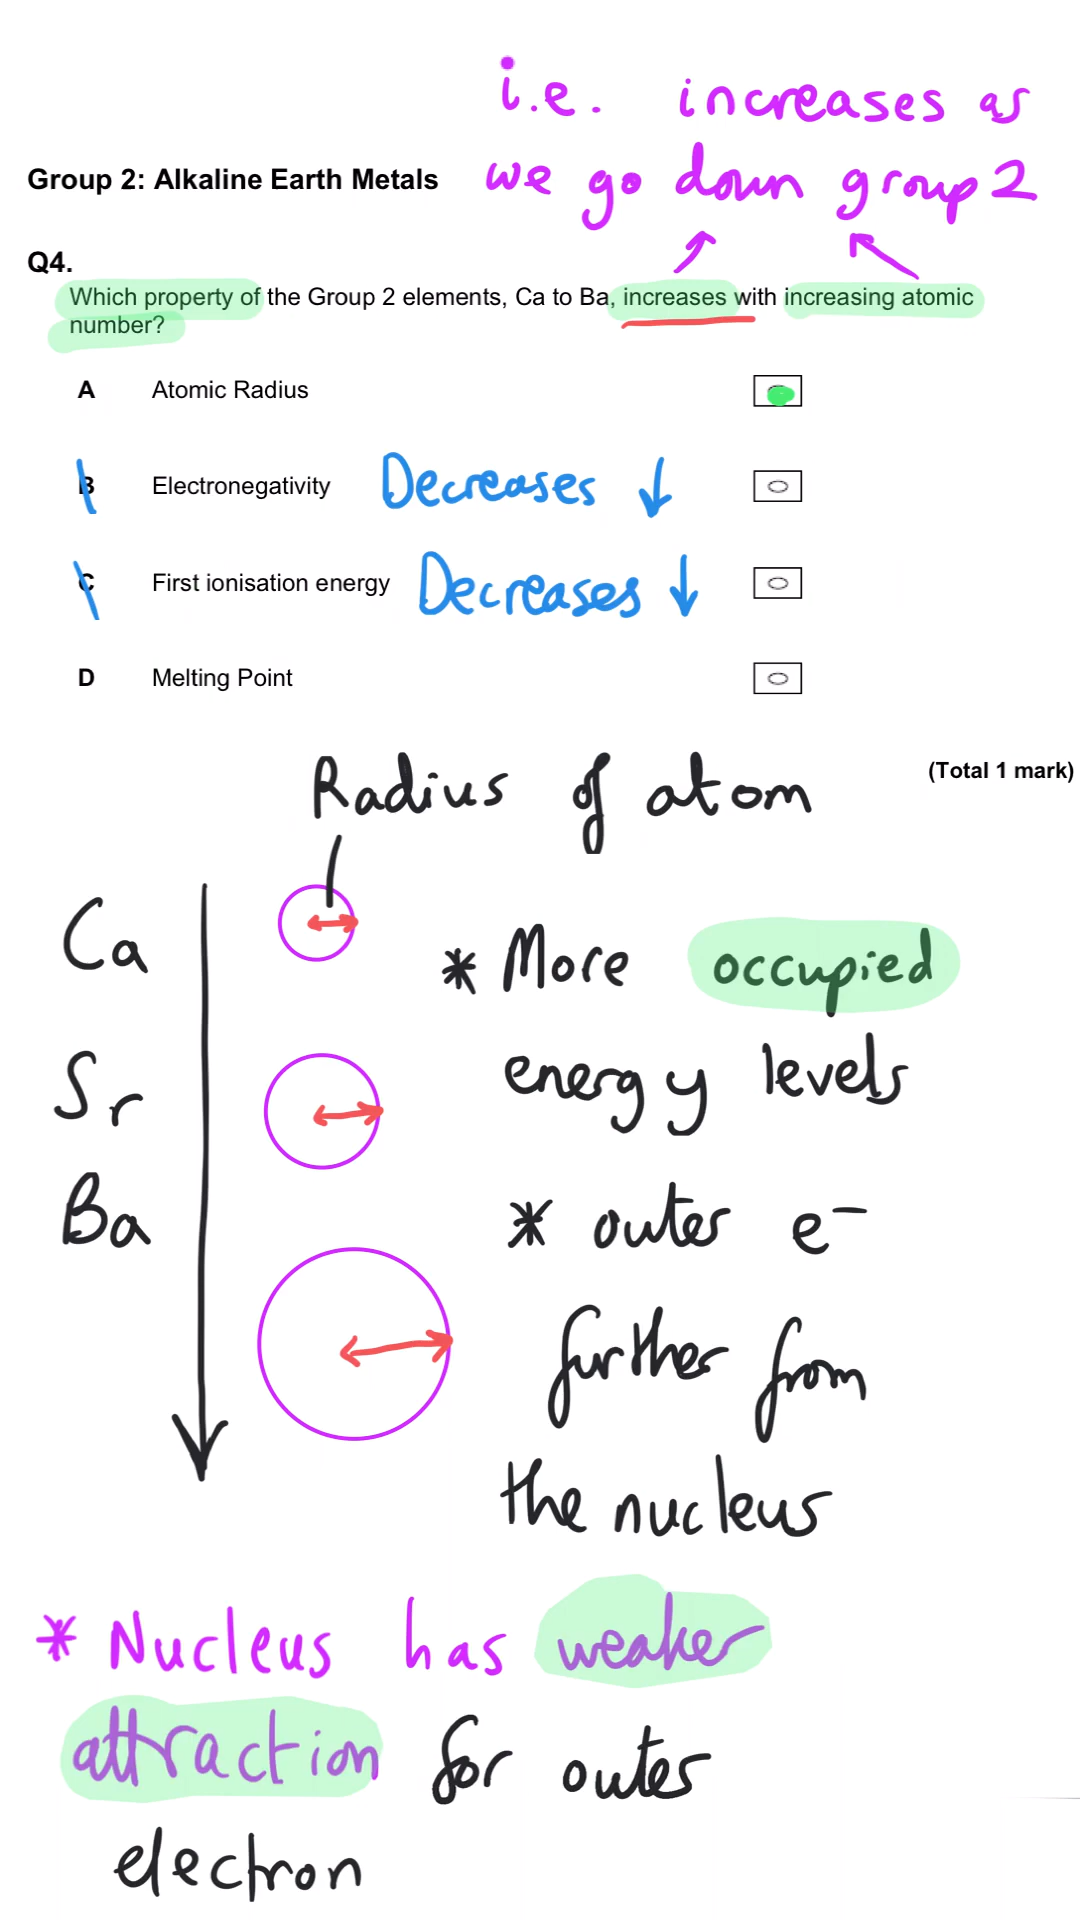 i.e. increases as
Group 2: Alkaline Earth Metals we go down group 2
Q4.
Which property of the Group 2 elements, Ca to Ba, increases with increasing atomic
number?
A Atomic Radius
B Electronegativity Decreases ↓
C First ionisation energy Decreases ↓
D Melting Point
(Total 1 mark)
Radius of atom
Ca
* More occupied
energy levels
Sr
Ba
* outer e⁻
further from
the nucleus
* Nucleus has weaker
attraction for outer
electron